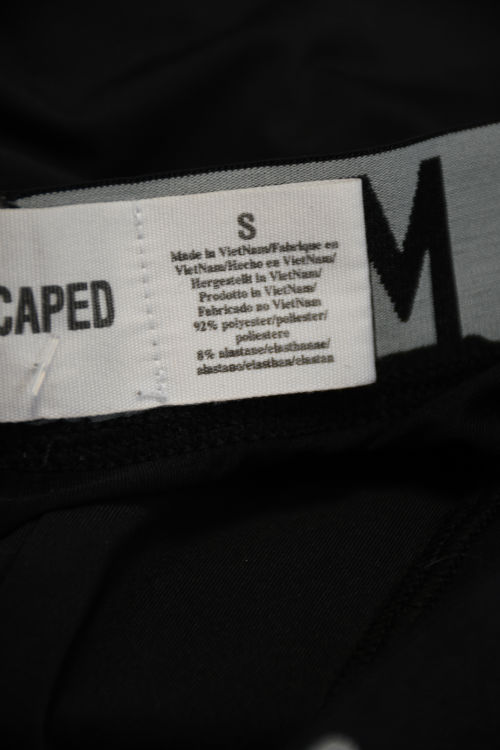 CAPED
S
Made in VietNam/Fabrique en
VietNam/Hecho en VietNam/
Hergestellt in VietNam/
Prodotto in VietNam/
Fabricado no VietNam
92% polyester/poliester/
poliestere
8% elastane/elasthanne/
elastano/elasthan/elastan
M